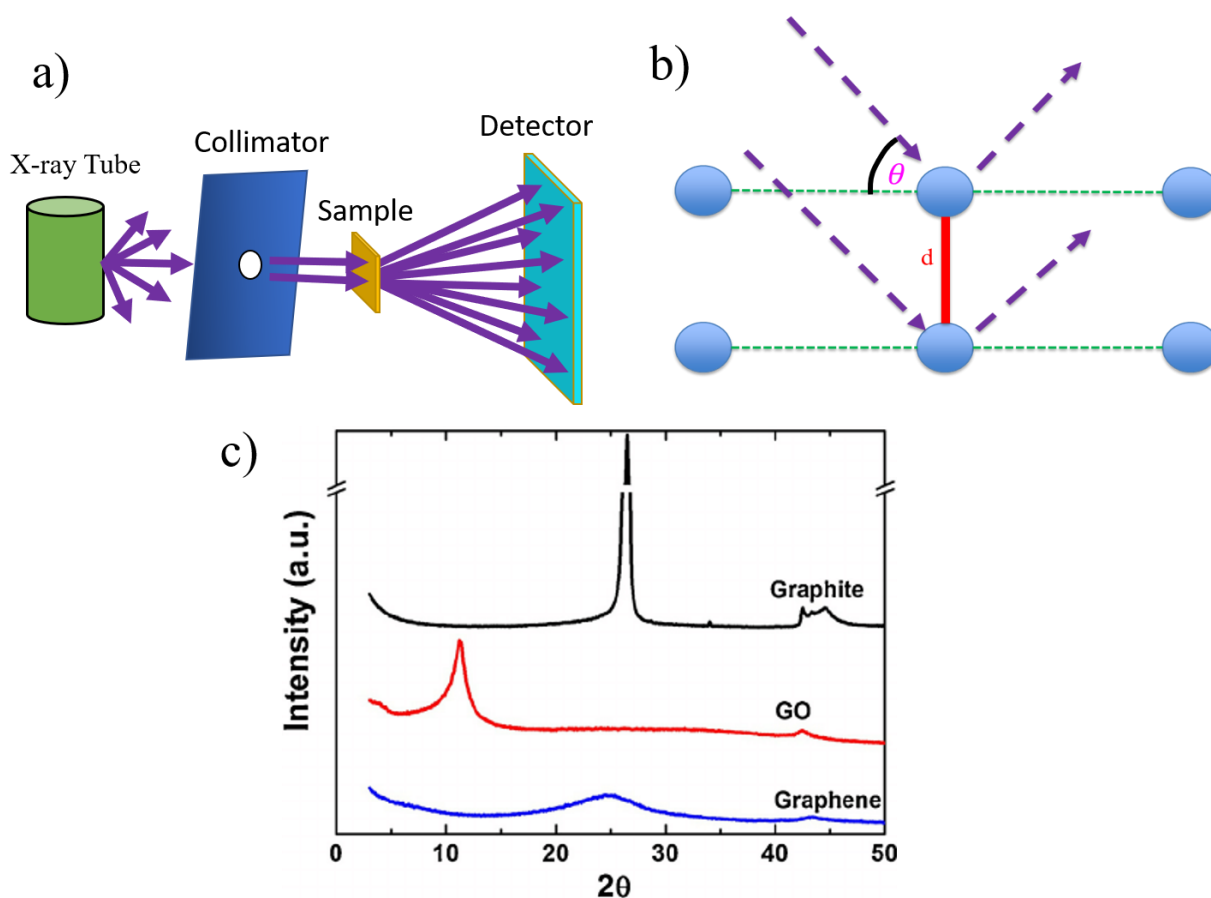 a)
X-ray Tube
Collimator
Sample
Detector
b)
θ
d
c)
Intensity (a.u.)
Graphite
GO
Graphene
0 10 20 30 40 50
2θ